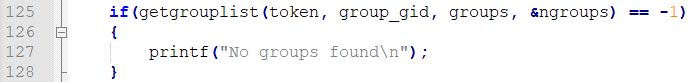 125 if(getgrouplist(token, group_gid, groups, &ngroups) == -1)
126 {
127 printf("No groups found\n");
128 }